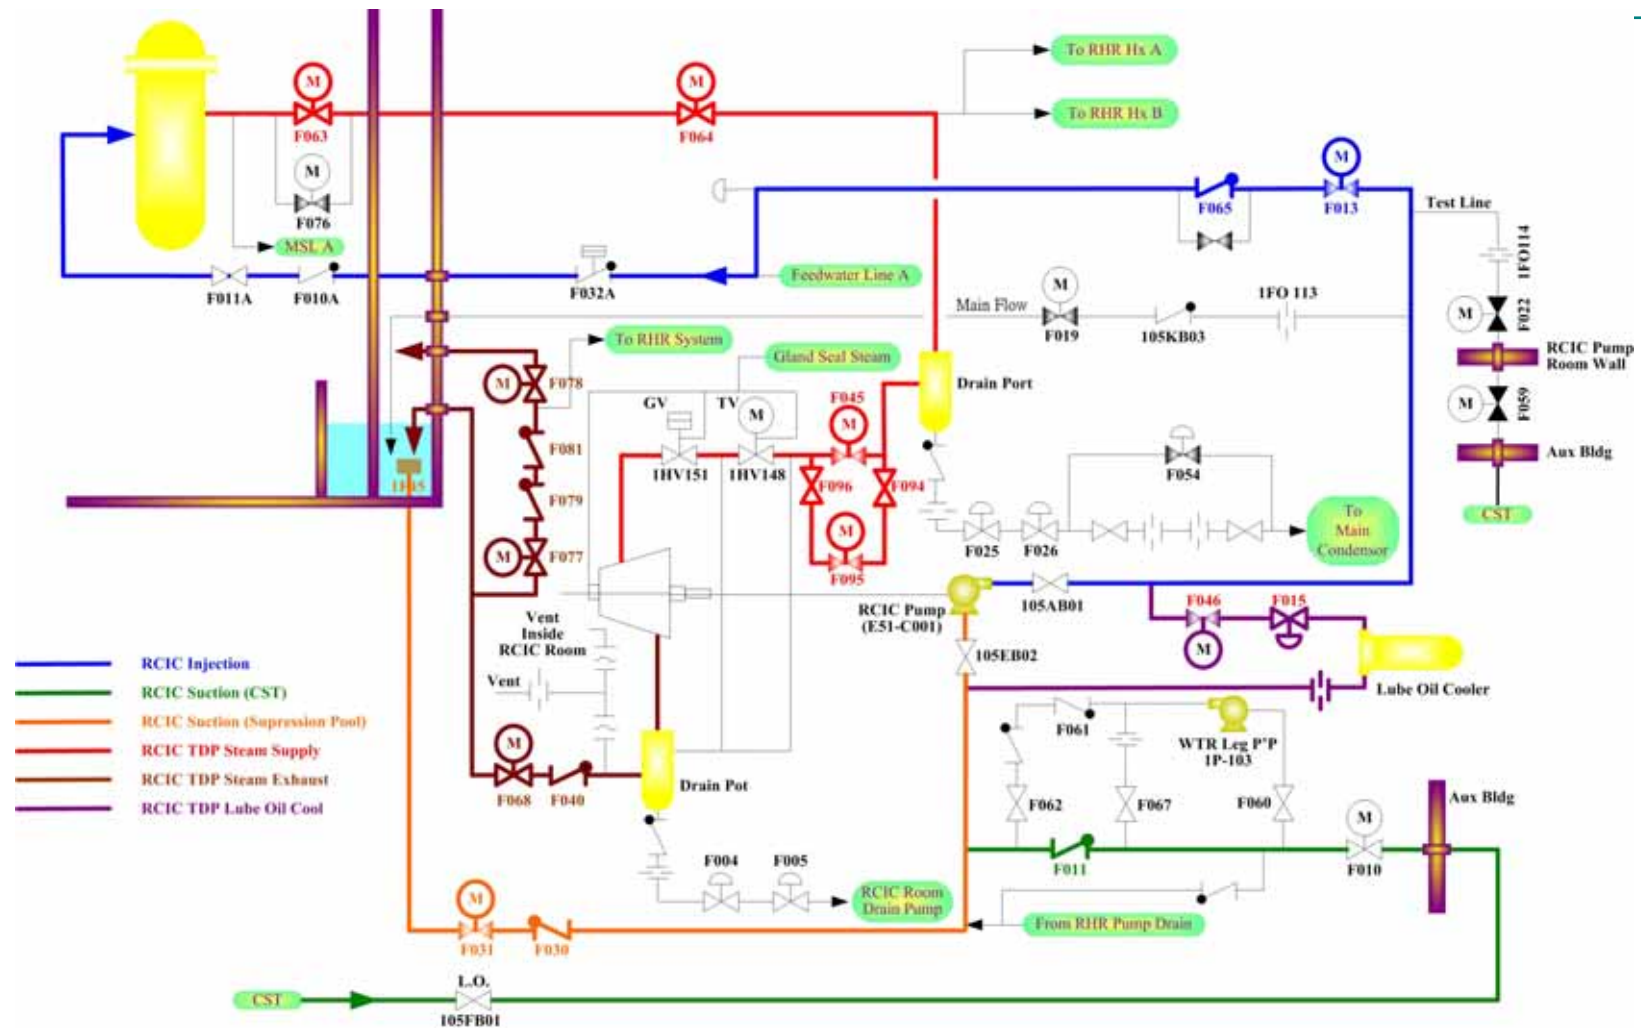 To RHR Hx A
M
M
F063
F064
To RHR Hx B
M
F076
M
F065
F013
Test Line
MSL A
1FO114
F011A
F010A
F032A
Feedwater Line A
M
Main Flow
1FO 113
F019
105KB03
M
F022
To RHR System
Gland Seal Steam
RCIC Pump
Room Wall
M
F078
Drain Port
GV
TV
M
F045
M
M
F059
F081
Aux Bldg
1HV151
1HV148
F054
F096
F094
F079
CST
To
Main
Condensor
M
F025
F026
M
F077
F095
RCIC Pump
(E51-C001)
105AB01
F046
F015
Vent
Inside
RCIC Room
M
105EB02
Lube Oil Cooler
Vent
RCIC Injection
RCIC Suction (CST)
RCIC Suction (Supression Pool)
RCIC TDP Steam Supply
RCIC TDP Steam Exhaust
RCIC TDP Lube Oil Cool
F061
WTR Leg P"P
1P-103
M
Drain Pot
F068
F040
F062
F067
F060
Aux Bldg
M
F004
F005
F011
F010
M
RCIC Room
Drain Pump
From RHR Pump Drain
F031
F030
L.O.
CST
105FB01